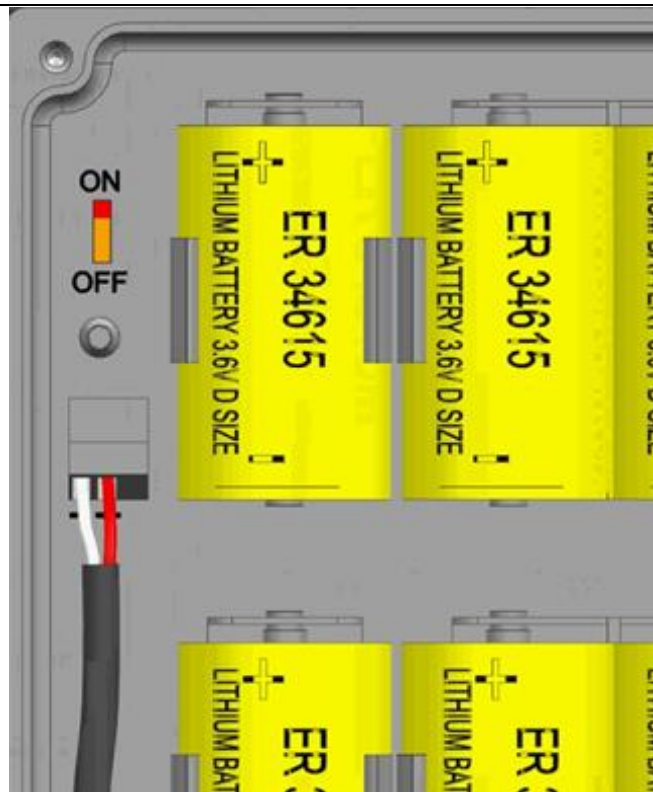 ON
OFF
+
ER 34615
LITHIUM BATTERY 3.6V D SIZE
-
+
ER 34615
LITHIUM BATTERY 3.6V D SIZE
-
+
ER
LITHIUM BAT
+
ER
LITHIUM BAT